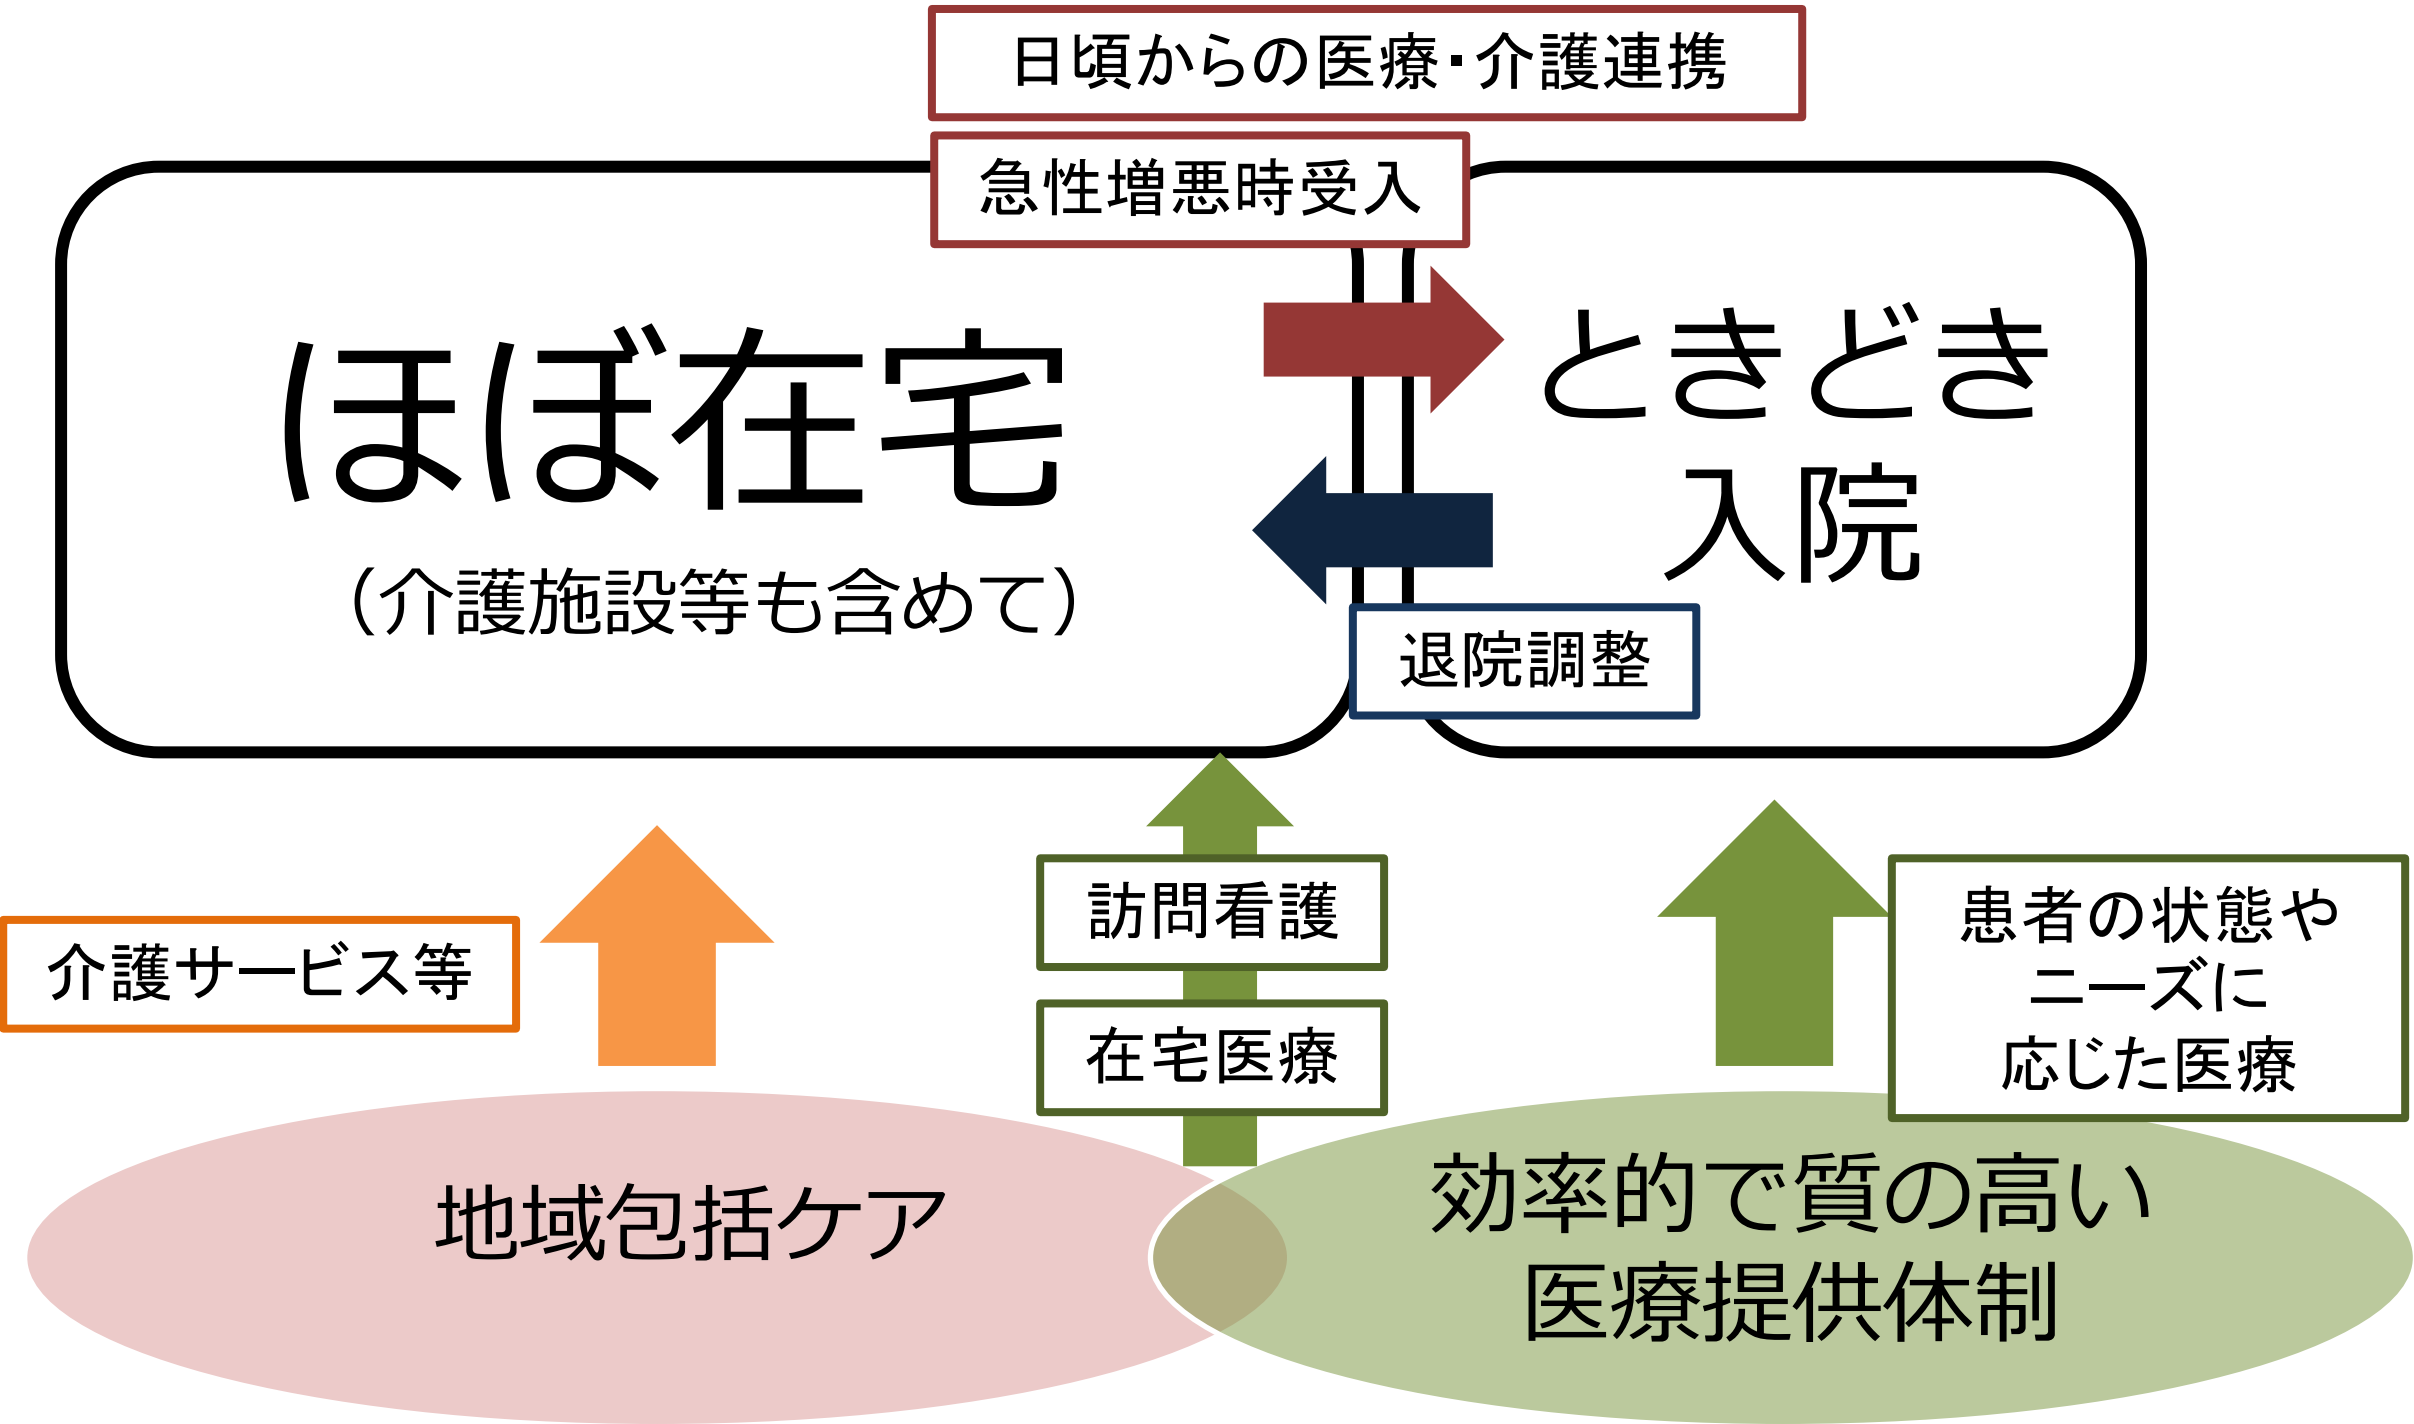 日頃からの医療・介護連携
急性増悪時受入
ほぼ在宅
（介護施設等も含めて）
ときどき
入院
退院調整
介護サービス等
訪問看護
在宅医療
患者の状態や
ニーズに
応じた医療
地域包括ケア
効率的で質の高い
医療提供体制